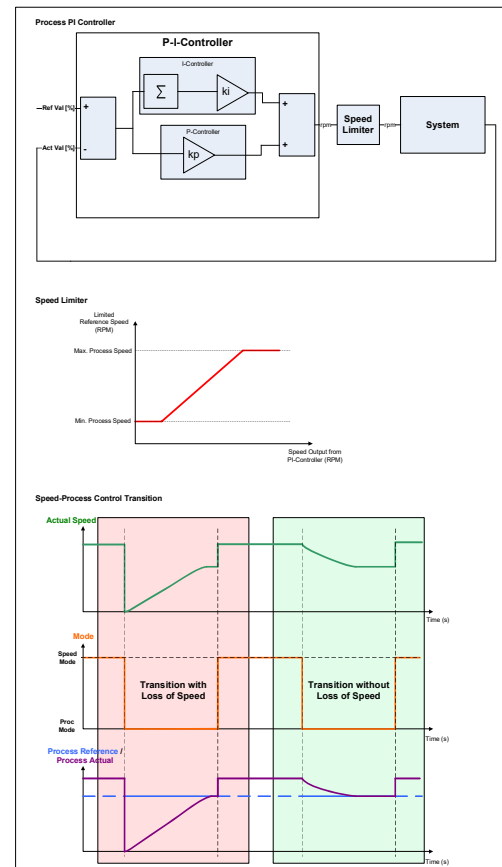 Process PI Controller
P-I-Controller
I-Controller
Σ
ki
Ref Val [%]
+
Act Val [%]
-
P-Controller
kp
+
+
rpm
Speed
Limiter
rpm
System
Speed Limiter
Limited
Reference Speed
(RPM)
Max. Process Speed
Min. Process Speed
Speed Output from
PI-Controller (RPM)
Speed-Process Control Transition
Actual Speed
Time (s)
Mode
Speed
Mode
Transition with
Loss of Speed
Transition without
Loss of Speed
Proc
Mode
Time (s)
Process Reference /
Process Actual
Time (s)